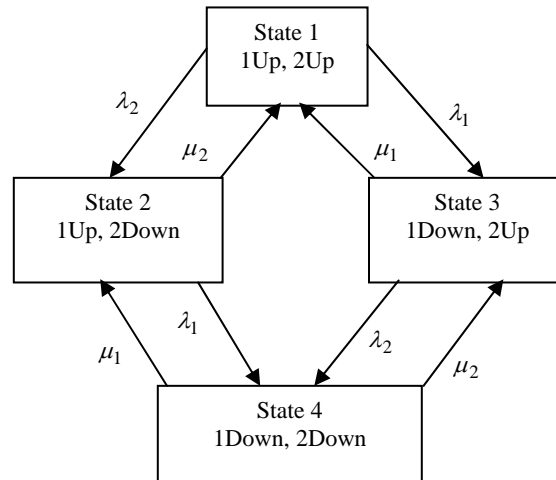 State 1
1Up, 2Up
λ₂
λ₁
μ₂
μ₁
State 2
1Up, 2Down
State 3
1Down, 2Up
λ₁
λ₂
μ₁
μ₂
State 4
1Down, 2Down